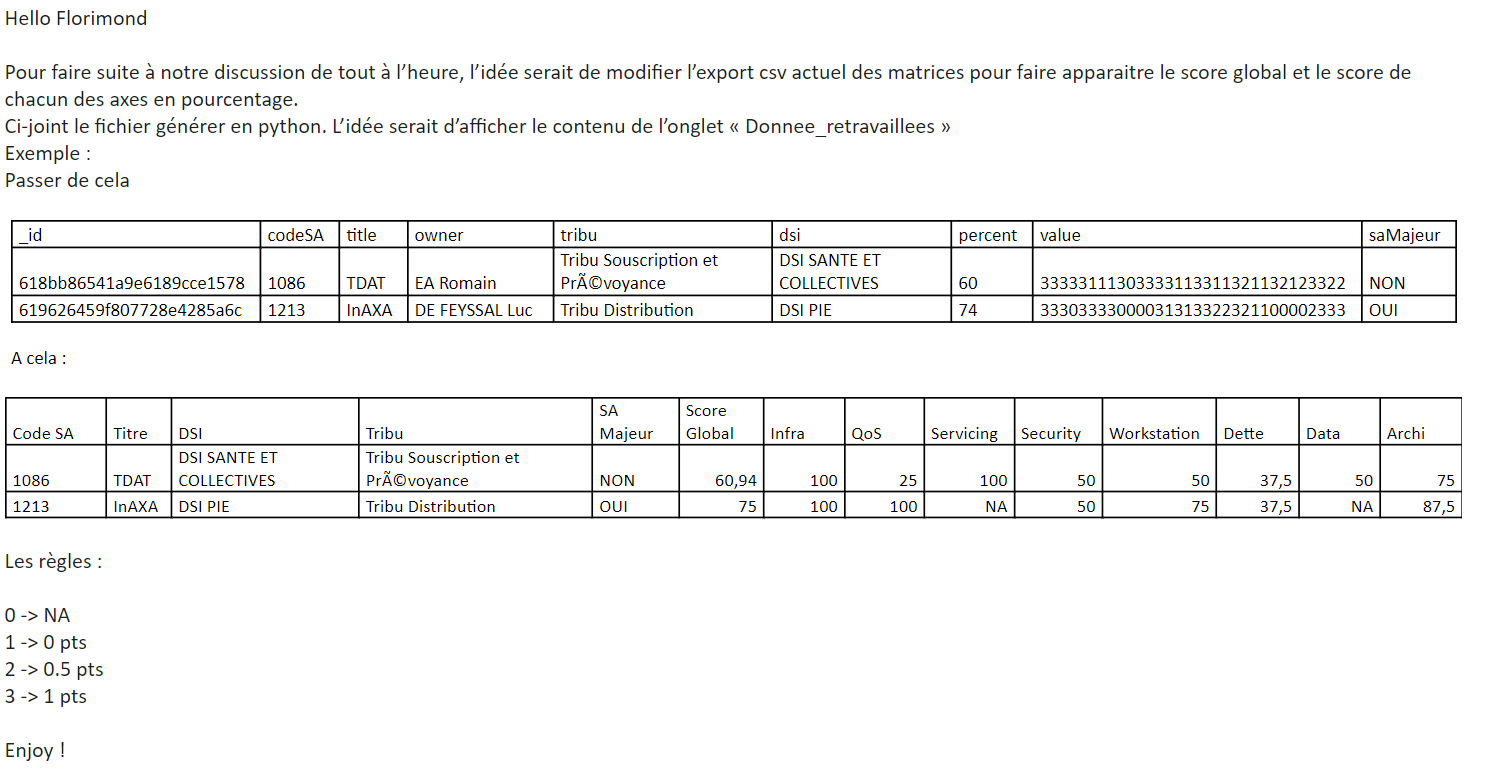 Hello Florimond
Pour faire suite à notre discussion de tout à l’heure, l’idée serait de modifier l’export csv actuel des matrices pour faire apparaitre le score global et le score de
chacun des axes en pourcentage.
Ci-joint le fichier générer en python. L’idée serait d’afficher le contenu de l’onglet « Donnee_retravaillees »
Exemple :
Passer de cela
_id codeSA title owner tribu dsi percent value saMajeur
Tribu Souscription et DSI SANTE ET
618bb86541a9e6189cce1578 1086 TDAT EA Romain PrÃ©voyance COLLECTIVES 60 33333111303333113311321132123322 NON
619626459f807728e4285a6c 1213 InAXA DE FEYSSAL Luc Tribu Distribution DSI PIE 74 33303333000031313322321100002333 OUI
A cela :
SA Score
Code SA Titre DSI Tribu Majeur Global Infra QoS Servicing Security Workstation Dette Data Archi
DSI SANTE ET Tribu Souscription et
1086 TDAT COLLECTIVES PrÃ©voyance NON 60,94 100 25 100 50 50 37,5 50 75
1213 InAXA DSI PIE Tribu Distribution OUI 75 100 100 NA 50 75 37,5 NA 87,5
Les règles :
0 -> NA
1 -> 0 pts
2 -> 0.5 pts
3 -> 1 pts
Enjoy !